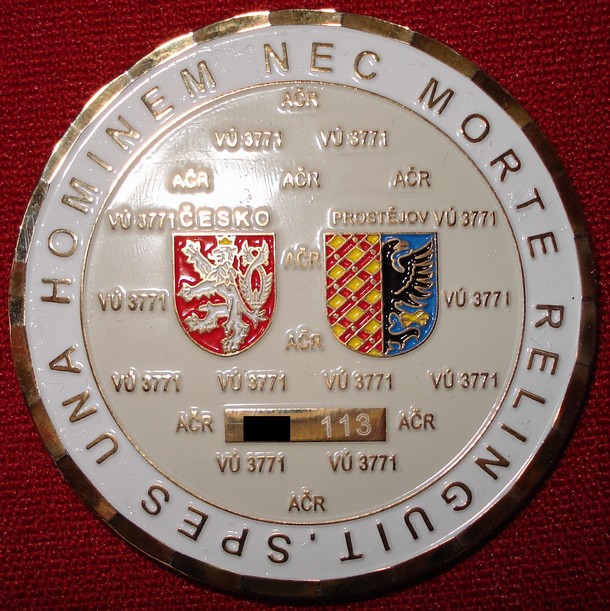 SPES UNA HOMINEM NEC MORTE RELINGUIT.
AČR
VÚ 3771 VÚ 3771
AČR AČR AČR
VÚ 3771 ČESKO PROSTĚJOV VÚ 3771
AČR
VÚ 3771 VÚ 3771
AČR
VÚ 3771 VÚ 3771 VÚ 3771 VÚ 3771
AČR 113 AČR
VÚ 3771 VÚ 3771
AČR